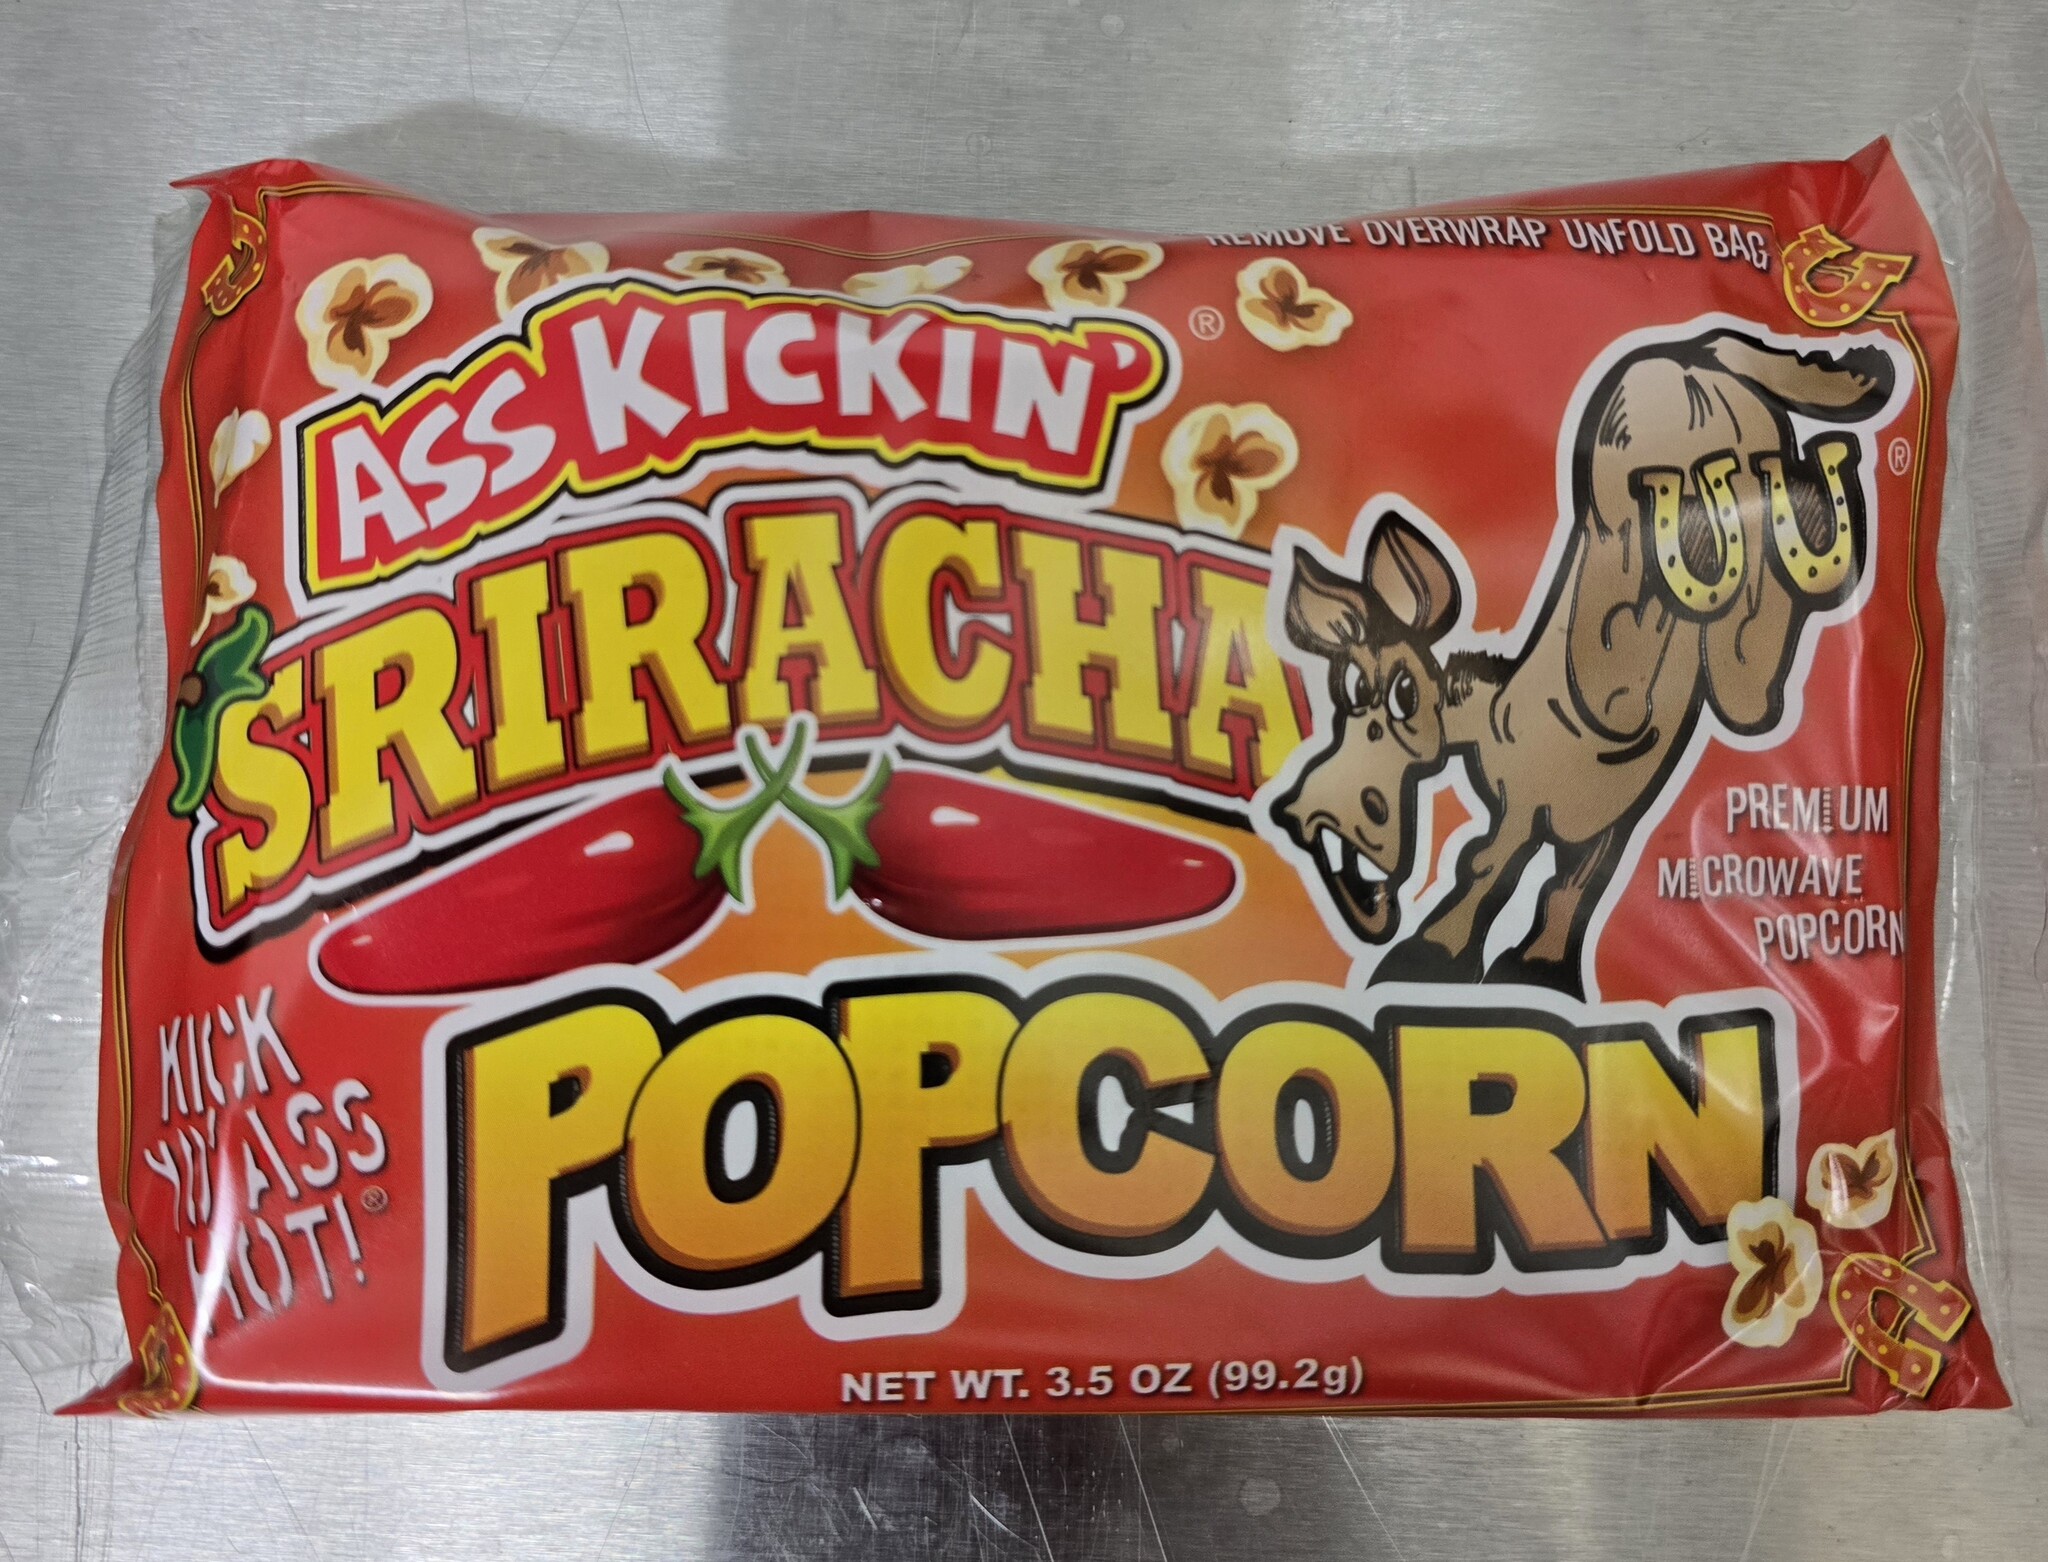 REMOVE OVERWRAP UNFOLD BAG
ASS KICKIN'®
SRIRACHA
®
PREMIUM
MICROWAVE
POPCORN
KICK
YO' ASS
HOT!®
POPCORN
NET WT. 3.5 OZ (99.2g)